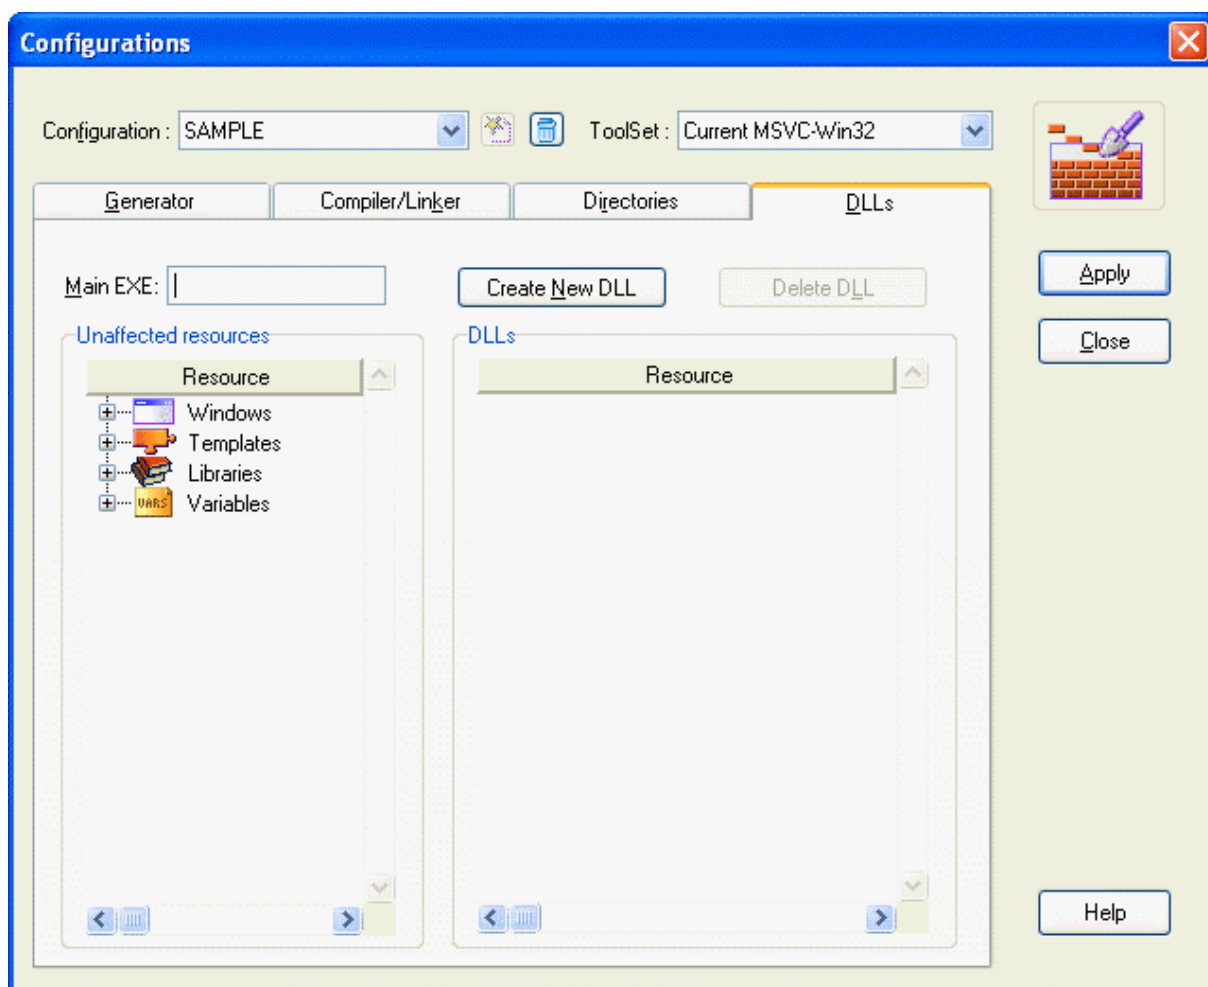 Configurations
Configuration : SAMPLE ToolSet : Current MSVC-Win32
Generator Compiler/Linker Directories DLLs
Main EXE: Create New DLL Delete DLL Apply
Unaffected resources DLLs Close
Resource Resource
Windows
Templates
Libraries
VARS Variables
Help